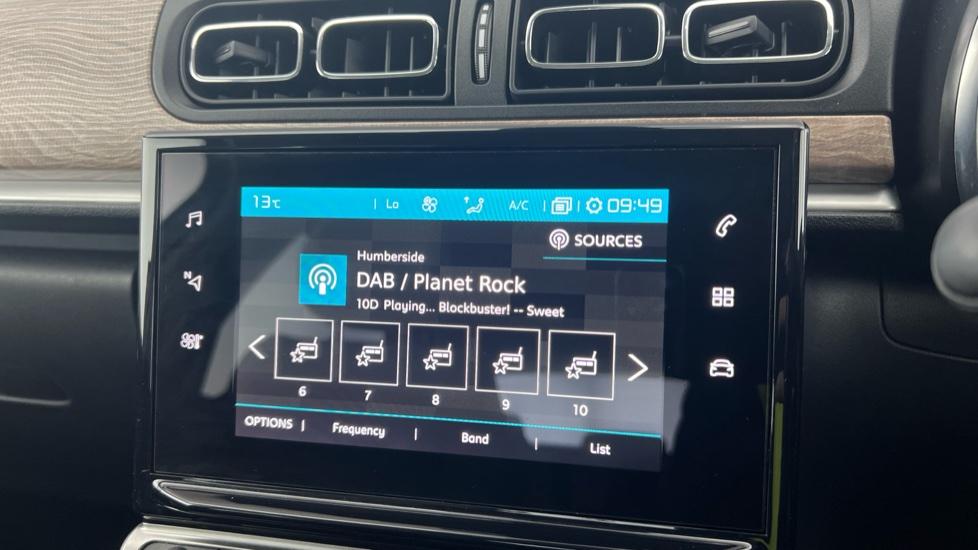 13°C | Lo A/C | | 09:49
SOURCES
Humberside
DAB / Planet Rock
10D Playing... Blockbuster! -- Sweet
6 7 8 9 10
OPTIONS | Frequency | Band | List
N